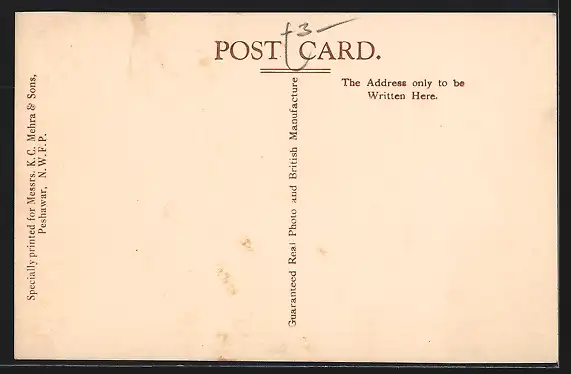 POST CARD.
£3-
The Address only to be
Written Here.
Specially printed for Messrs. K. C. Mehra & Sons,
Peshawar, N. W. F. P.
Guaranteed Real Photo and British Manufacture